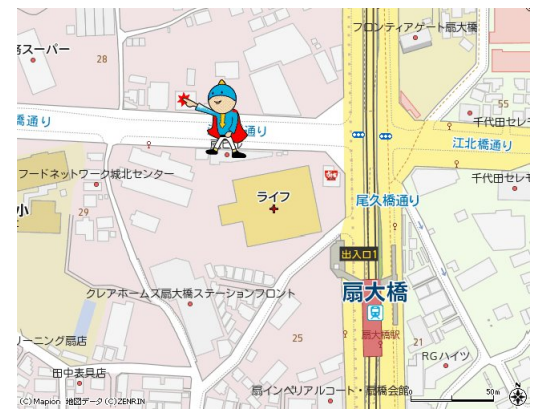 フロンティアゲート扇大橋
務スーパー
28
55
千代田セレモ
橋通り
通り
江北橋通り
フードネットワーク城北センター
ライフ
千代田セレモ
小
29
尾久橋通り
出入口1
クレアホームズ扇大橋ステーションフロント
扇大橋
扇大橋駅
リーニング扇店
25
21
RGハイツ
田中表具店
扇インペリアルコート・扇橋会館
0
50m
(C)Mapion 地図データ(C)ZENRIN